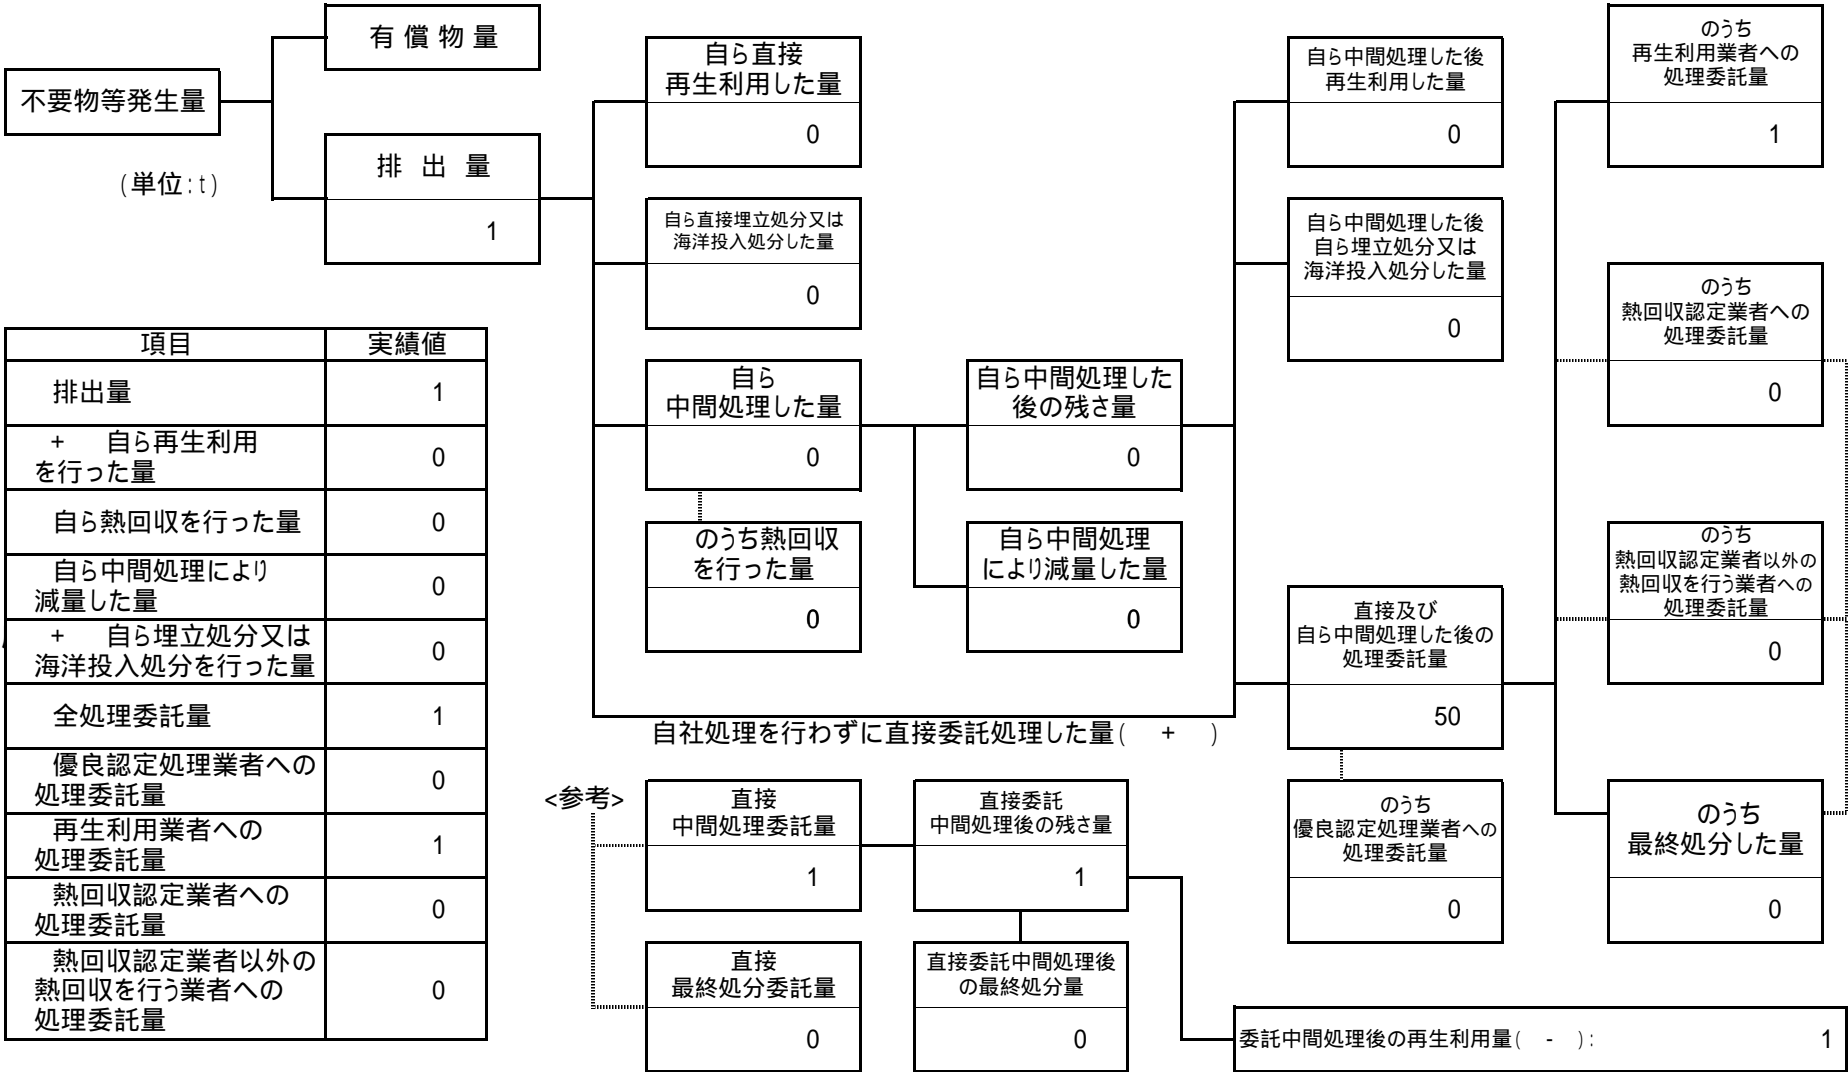 有 償 物 量
不要物等発生量
(単位:t)
排 出 量
1
自ら直接
再生利用した量
0
自ら直接埋立処分又は
海洋投入処分した量
0
自ら
中間処理した量
0
のうち熱回収
を行った量
0
自ら中間処理した
後の残さ量
0
自ら中間処理
により減量した量
0
自ら中間処理した後
再生利用した量
0
自ら中間処理した後
自ら埋立処分又は
海洋投入処分した量
0
直接及び
自ら中間処理した後の
処理委託量
50
のうち
優良認定処理業者への
処理委託量
0
のうち
再生利用業者への
処理委託量
1
のうち
熱回収認定業者への
処理委託量
0
のうち
熱回収認定業者以外の
熱回収を行う業者への
処理委託量
0
のうち
最終処分した量
0
自社処理を行わずに直接委託処理した量( + )
項目 実績値
排出量 1
+ 自ら再生利用
を行った量 0
自ら熱回収を行った量 0
自ら中間処理により
減量した量 0
+ 自ら埋立処分又は
海洋投入処分を行った量 0
全処理委託量 1
優良認定処理業者への
処理委託量 0
再生利用業者への
処理委託量 1
熱回収認定業者への
処理委託量 0
熱回収認定業者以外の
熱回収を行う業者への
処理委託量 0
<参考>
直接
中間処理委託量
1
直接委託
中間処理後の残さ量
1
直接
最終処分委託量
0
直接委託中間処理後
の最終処分量
0
委託中間処理後の再生利用量( - ): 1